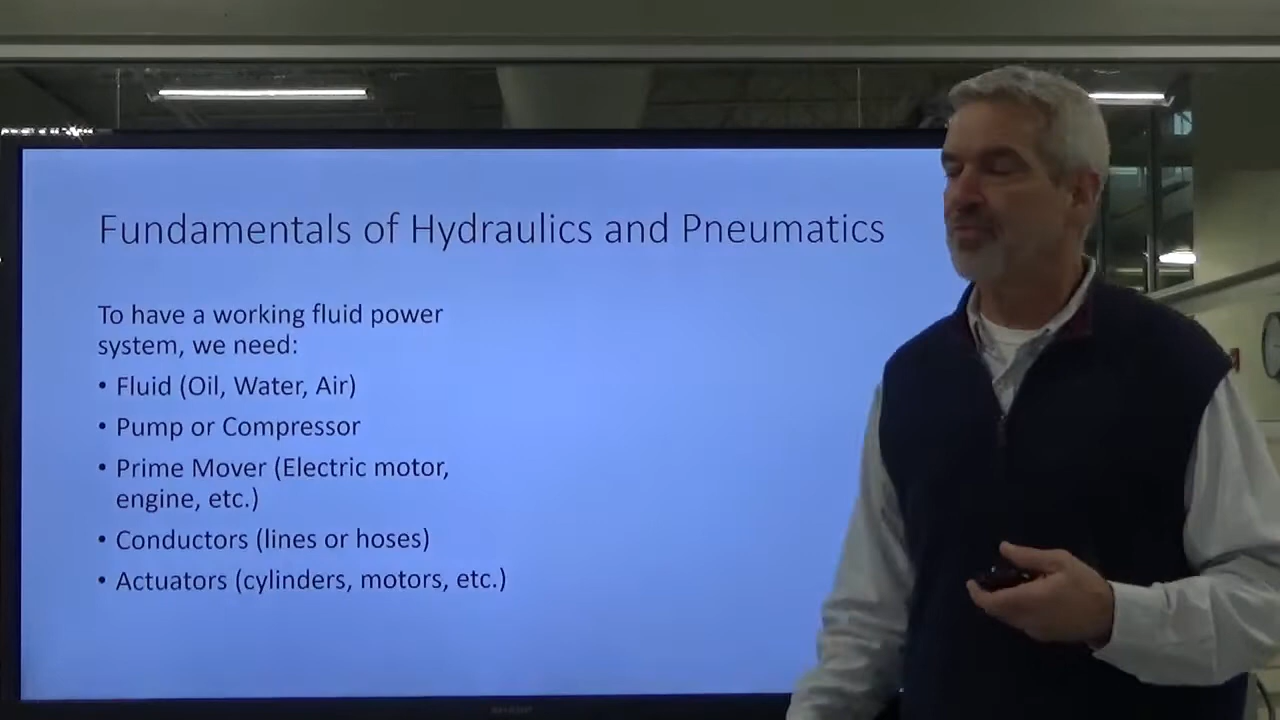 Fundamentals of Hydraulics and Pneumatics
To have a working fluid power
system, we need:
• Fluid (Oil, Water, Air)
• Pump or Compressor
• Prime Mover (Electric motor,
engine, etc.)
• Conductors (lines or hoses)
• Actuators (cylinders, motors, etc.)